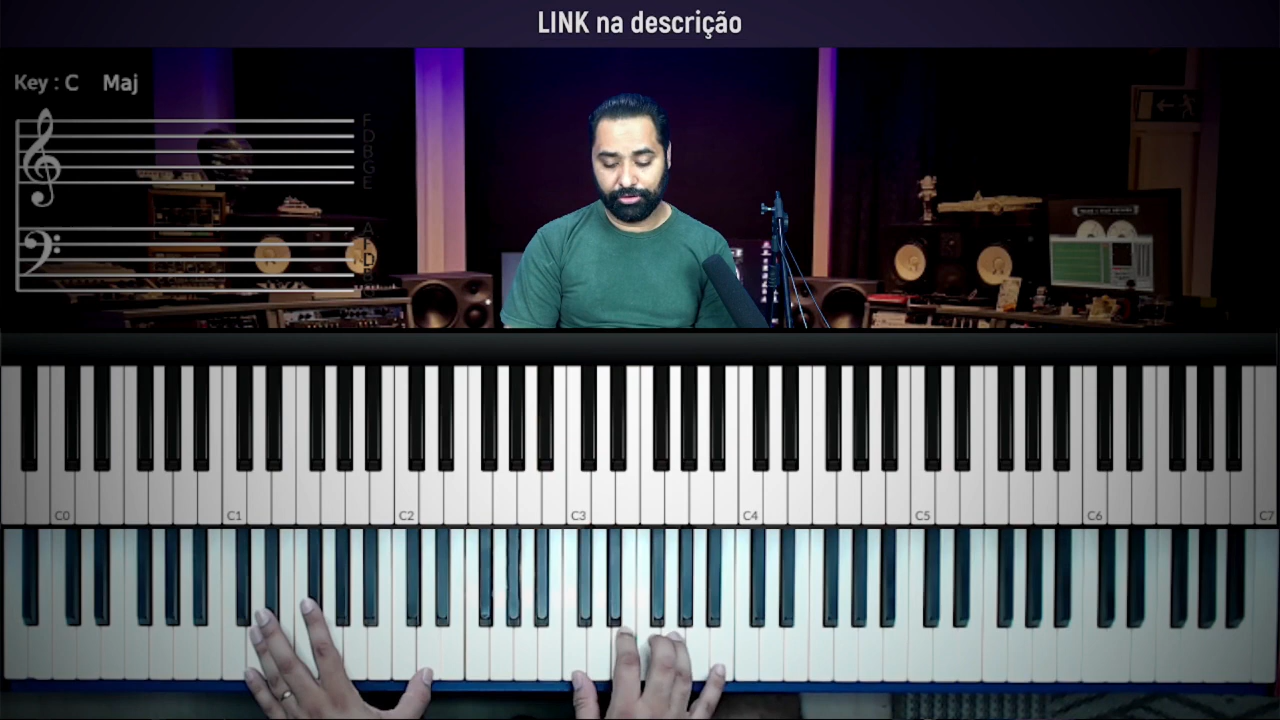 LINK na descrição
Key : C Maj
F
D
B
G
E
A
F
D
B
C0 C1 C2 C3 C4 C5 C6 C7